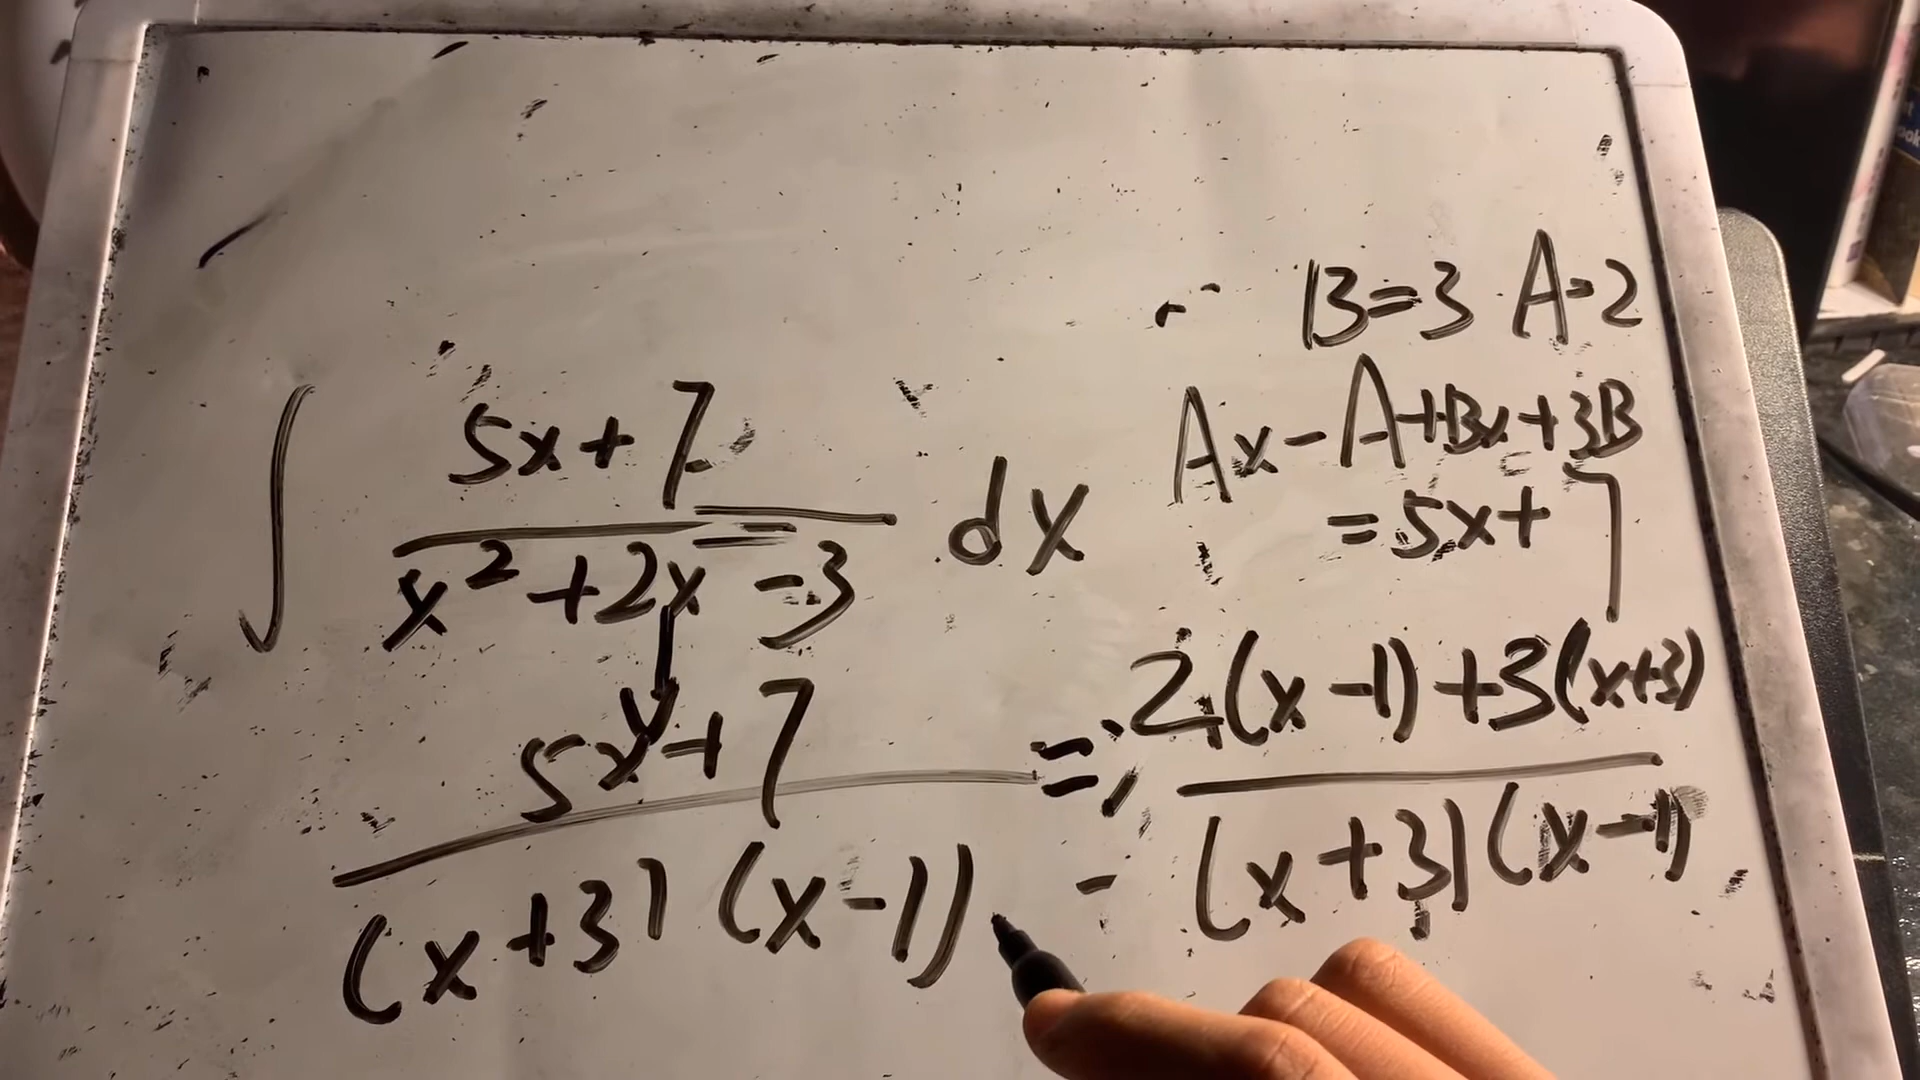 B=3 A=2
Ax-A+Bx+3B
=5x+7
∫ 5x+7 dx
x²+2x-3
5x+7 = 2(x-1)+3(x+3)
(x+3)(x-1) (x+3)(x-1)